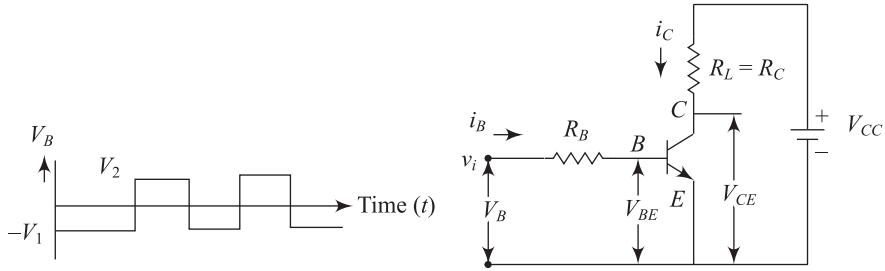 V_B
V_2
Time (t)
−V_1
i_C
R_L = R_C
C
+
V_CC
−
i_B
R_B
B
v_i
E
V_B
V_BE
V_CE